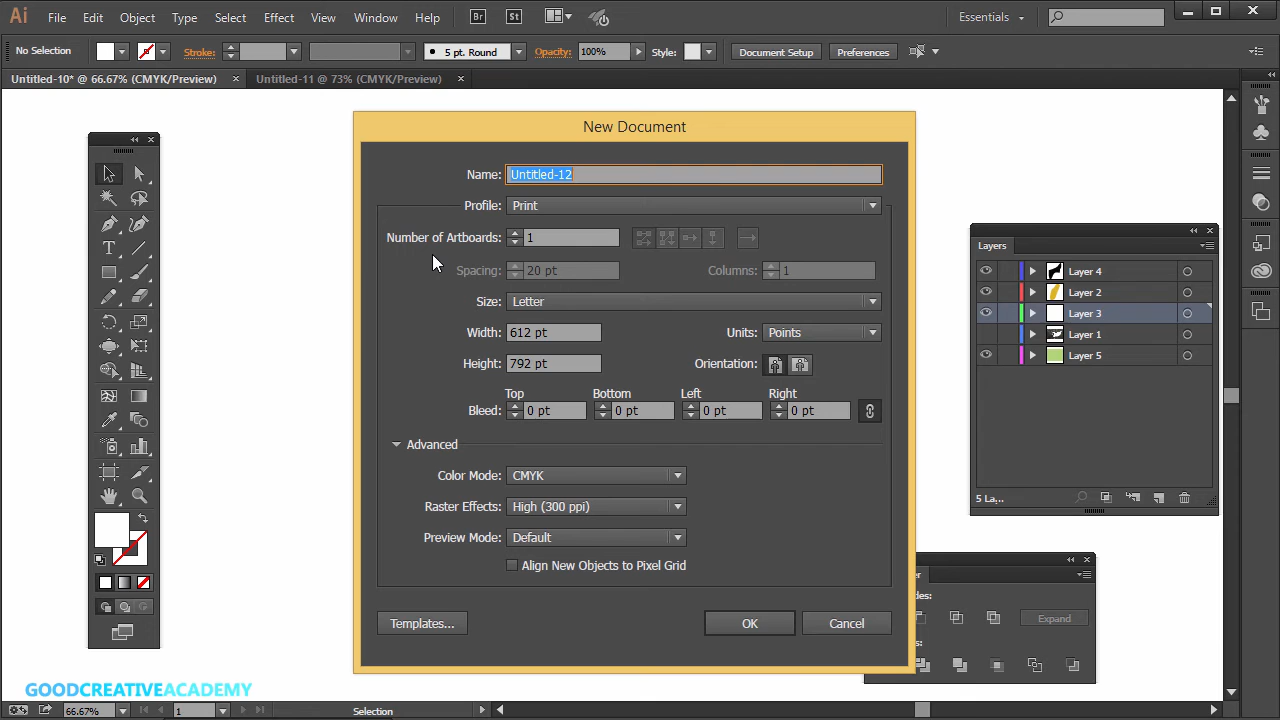 Ai File Edit Object Type Select Effect View Window Help Br St Essentials
No Selection Stroke: 5 pt. Round Opacity: 100% Style: Document Setup Preferences
Untitled-10* @ 66.67% (CMYK/Preview) Untitled-11 @ 73% (CMYK/Preview)
New Document
Name: Untitled-12
Profile: Print
Number of Artboards: 1
Spacing: 20 pt Columns: 1
Size: Letter
Width: 612 pt Units: Points
Height: 792 pt Orientation:
Top Bottom Left Right
Bleed: 0 pt 0 pt 0 pt 0 pt
Advanced
Color Mode: CMYK
Raster Effects: High (300 ppi)
Preview Mode: Default
Align New Objects to Pixel Grid
Templates... OK Cancel
Layers
Layer 4
Layer 2
Layer 3
Layer 1
Layer 5
5 La...
Expand
GOODCREATIVEACADEMY
66.67% 1 Selection